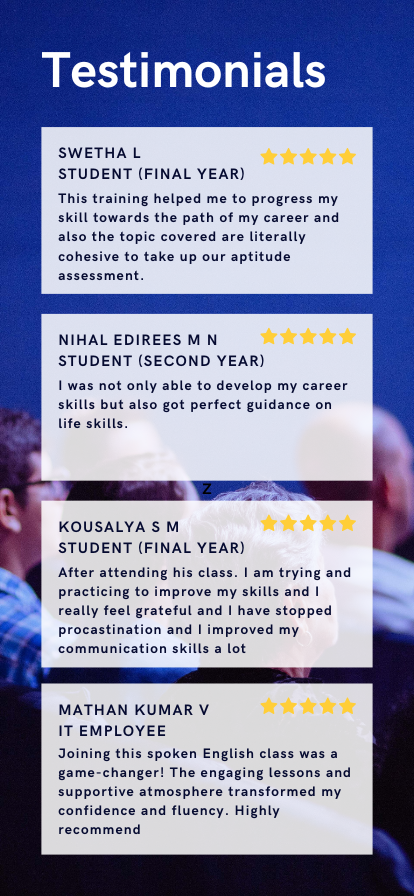 Testimonials
SWETHA L
STUDENT (FINAL YEAR)
This training helped me to progress my
skill towards the path of my career and
also the topic covered are literally
cohesive to take up our aptitude
assessment.
NIHAL EDIREES M N
STUDENT (SECOND YEAR)
I was not only able to develop my career
skills but also got perfect guidance on
life skills.
z
KOUSALYA S M
STUDENT (FINAL YEAR)
After attending his class. I am trying and
practicing to improve my skills and I
really feel grateful and I have stopped
procastination and I improved my
communication skills a lot
MATHAN KUMAR V
IT EMPLOYEE
Joining this spoken English class was a
game-changer! The engaging lessons and
supportive atmosphere transformed my
confidence and fluency. Highly
recommend